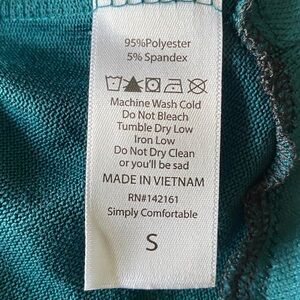 95%Polyester
5% Spandex
Machine Wash Cold
Do Not Bleach
Tumble Dry Low
Iron Low
Do Not Dry Clean
or you'll be sad
MADE IN VIETNAM
RN#142161
Simply Comfortable
S